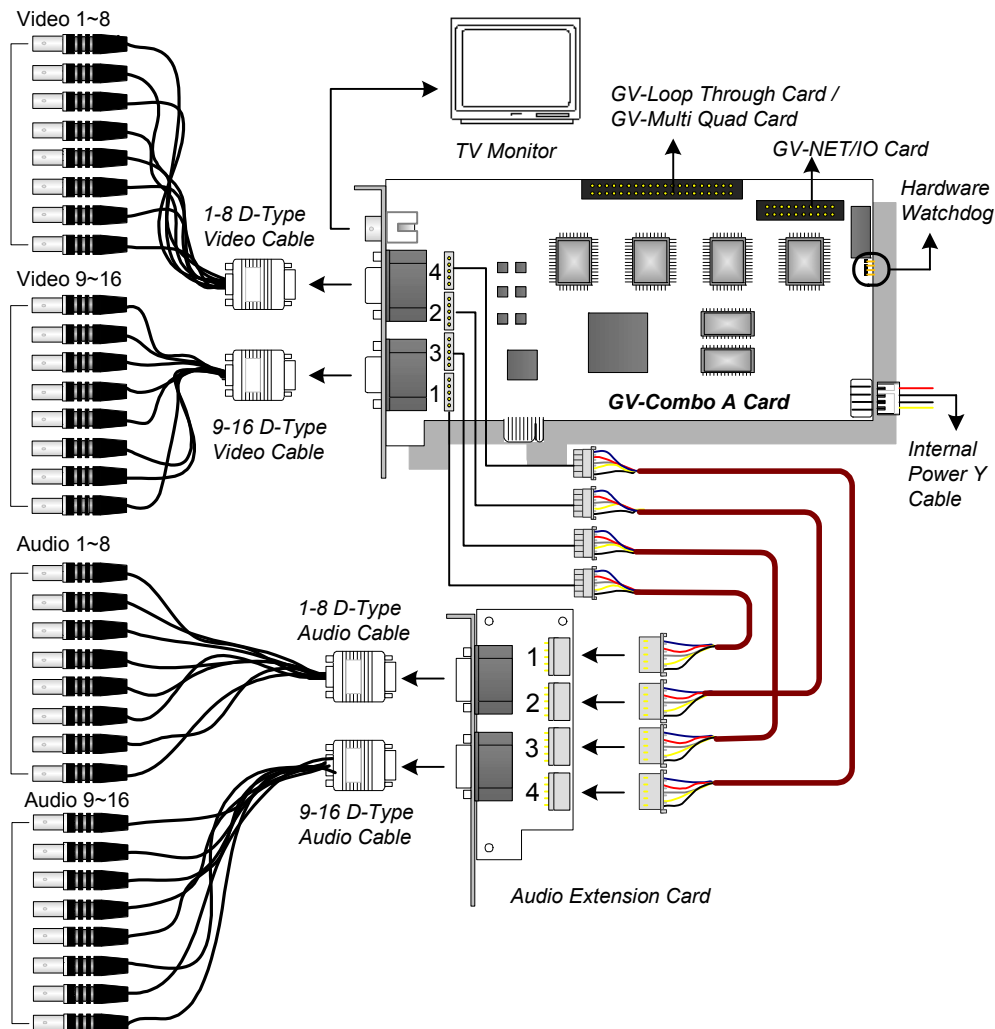 Video 1~8
TV Monitor
GV-Loop Through Card /
GV-Multi Quad Card
GV-NET/IO Card
Hardware
Watchdog
1-8 D-Type
Video Cable
Video 9~16
9-16 D-Type
Video Cable
4
2
3
1
GV-Combo A Card
Internal
Power Y
Cable
Audio 1~8
1-8 D-Type
Audio Cable
Audio 9~16
9-16 D-Type
Audio Cable
1
2
3
4
Audio Extension Card